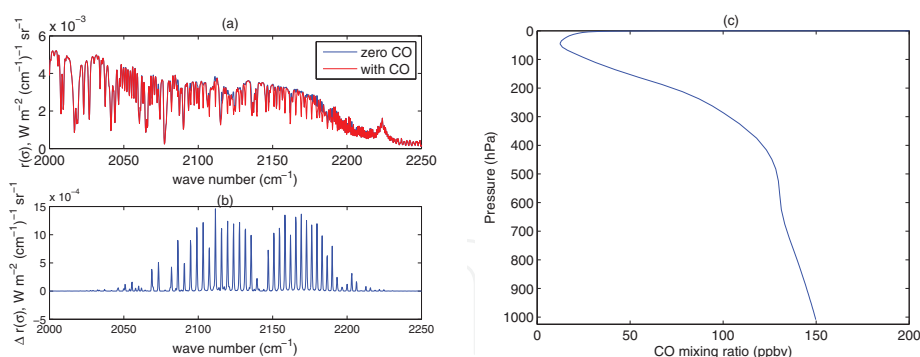 (a)
x 10⁻³
6
4
2
0
r(σ), W m⁻² (cm⁻¹)⁻¹ sr⁻¹
zero CO
with CO
2000 2050 2100 2150 2200 2250
wave number (cm⁻¹)
(b)
x 10⁻⁴
15
10
5
0
−5
Δ r(σ), W m⁻² (cm⁻¹)⁻¹ sr⁻¹
2000 2050 2100 2150 2200 2250
wave number (cm⁻¹)
(c)
0
100
200
300
400
500
600
700
800
900
1000
Pressure (hPa)
0 50 100 150 200
CO mixing ratio (ppbv)